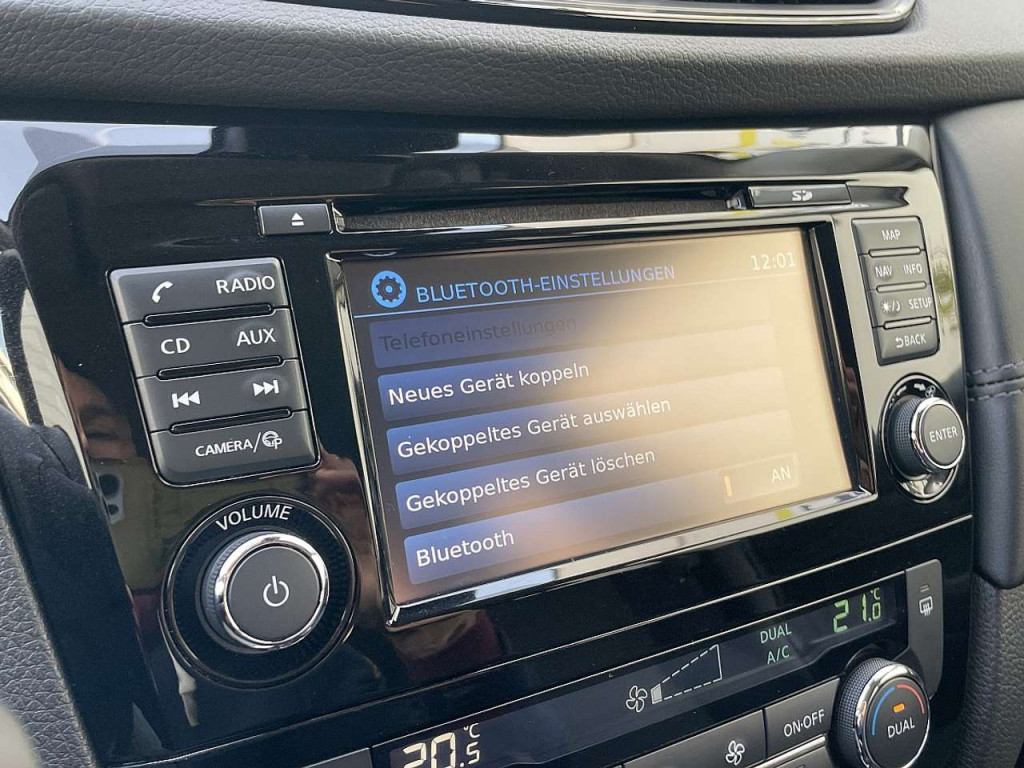 SD
RADIO
CD AUX
CAMERA/
VOLUME
BLUETOOTH-EINSTELLUNGEN 12:01
Telefoneinstellungen
Neues Gerät koppeln
Gekoppeltes Gerät auswählen
Gekoppeltes Gerät löschen
Bluetooth AN
MAP
NAV INFO
SETUP
BACK
ENTER
DUAL
A/C
21.0 °C
20.5 °C
ON·OFF
DUAL